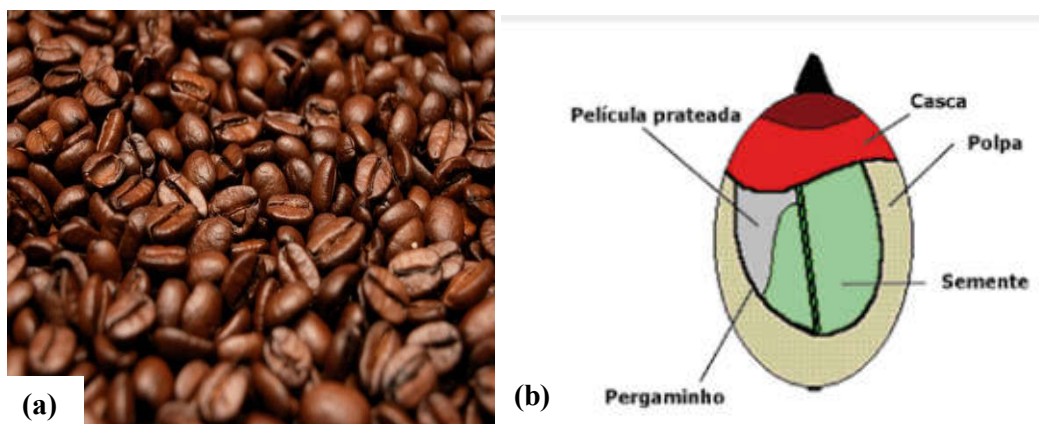 Película prateada
Casca
Polpa
Semente
Pergaminho
(a)
(b)